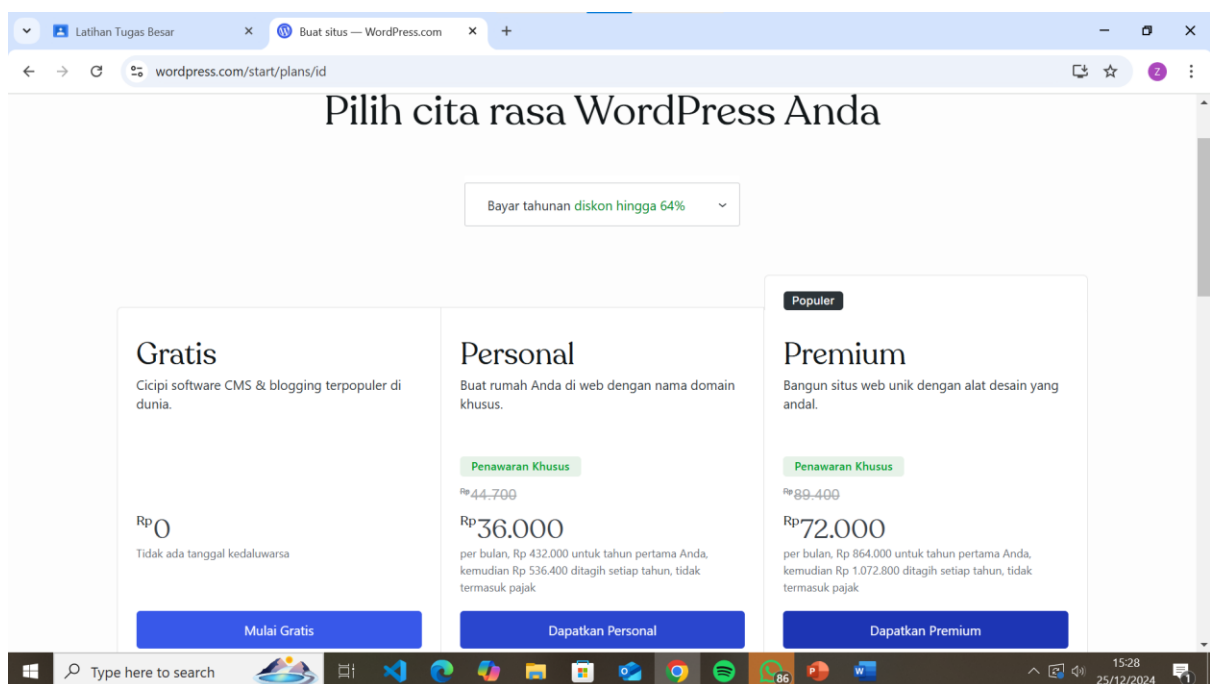 Latihan Tugas Besar
Buat situs — WordPress.com
wordpress.com/start/plans/id
Z
Pilih cita rasa WordPress Anda
Bayar tahunan diskon hingga 64%
Gratis
Cicipi software CMS & blogging terpopuler di
dunia.
Rp0
Tidak ada tanggal kedaluwarsa
Mulai Gratis
Personal
Buat rumah Anda di web dengan nama domain
khusus.
Penawaran Khusus
Rp44.700
Rp36.000
per bulan, Rp 432.000 untuk tahun pertama Anda,
kemudian Rp 536.400 ditagih setiap tahun, tidak
termasuk pajak
Dapatkan Personal
Populer
Premium
Bangun situs web unik dengan alat desain yang
andal.
Penawaran Khusus
Rp89.400
Rp72.000
per bulan, Rp 864.000 untuk tahun pertama Anda,
kemudian Rp 1.072.800 ditagih setiap tahun, tidak
termasuk pajak
Dapatkan Premium
Type here to search
86
15:28
25/12/2024
1